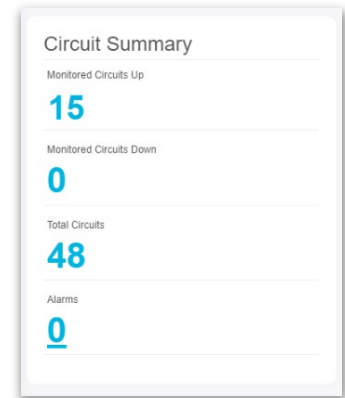 Circuit Summary
Monitored Circuits Up
15
Monitored Circuits Down
0
Total Circuits
48
Alarms
0